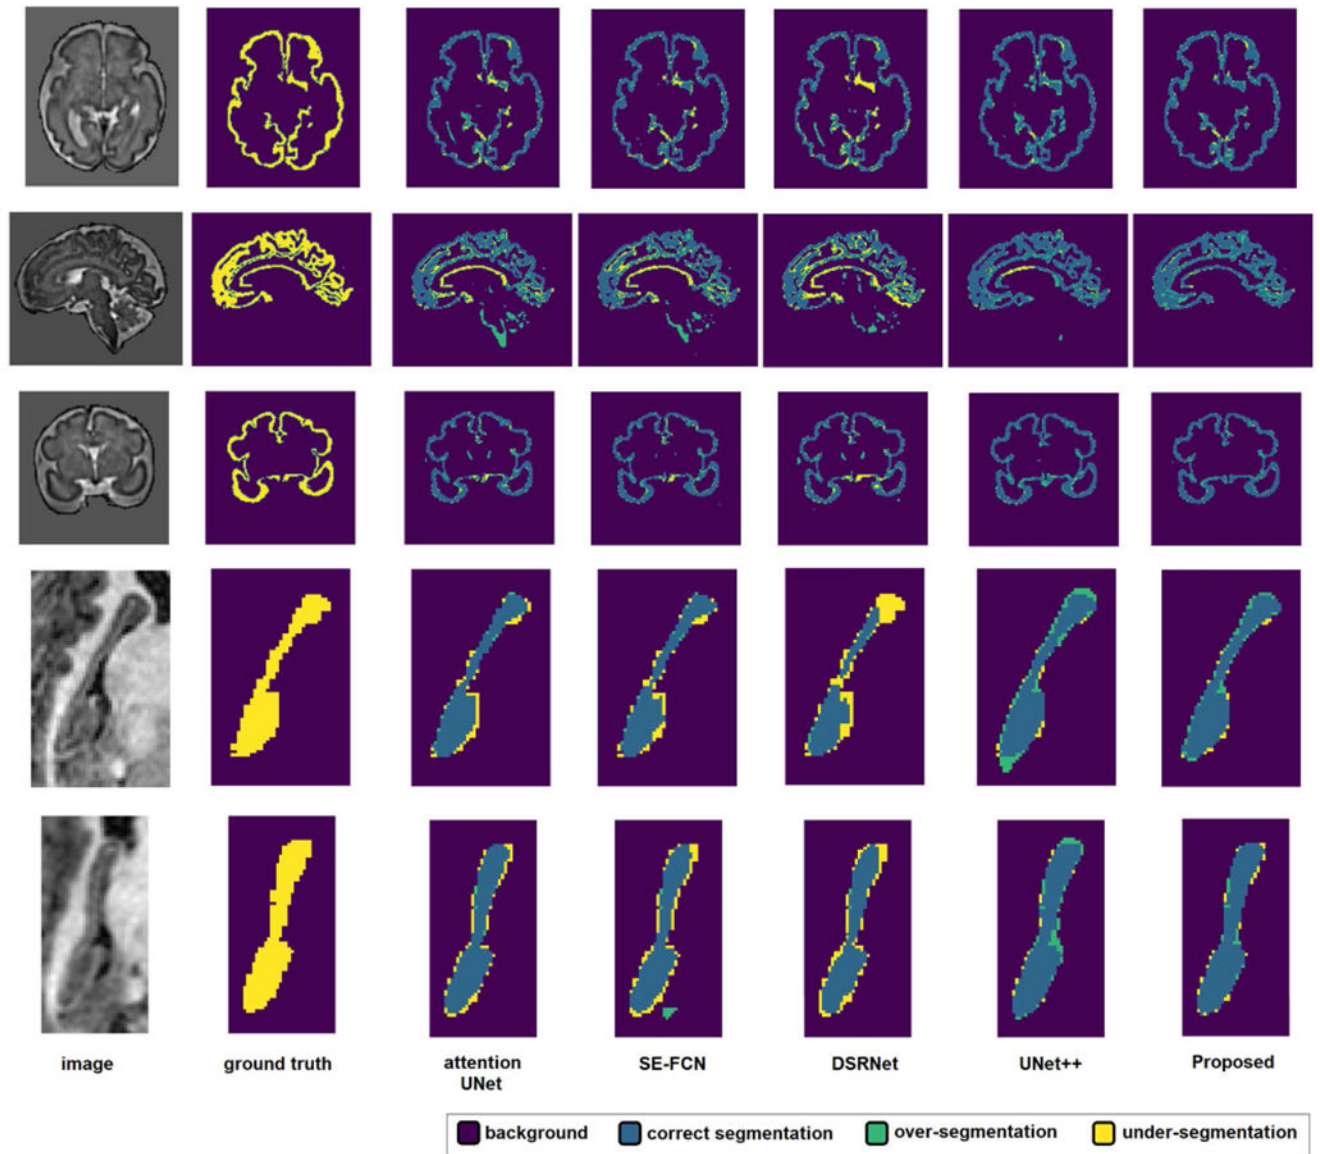 image ground truth attention UNet SE-FCN DSRNet UNet++ Proposed
background correct segmentation over-segmentation under-segmentation